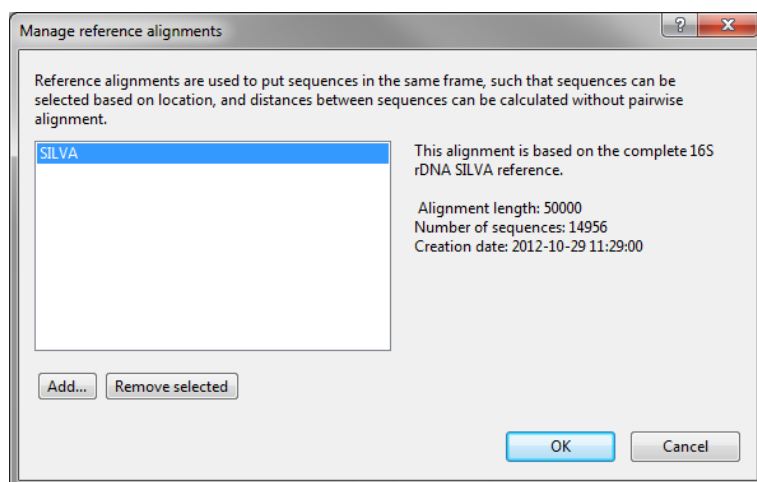 Manage reference alignments
Reference alignments are used to put sequences in the same frame, such that sequences can be
selected based on location, and distances between sequences can be calculated without pairwise
alignment.
SILVA
This alignment is based on the complete 16S
rDNA SILVA reference.
Alignment length: 50000
Number of sequences: 14956
Creation date: 2012-10-29 11:29:00
Add...
Remove selected
OK
Cancel